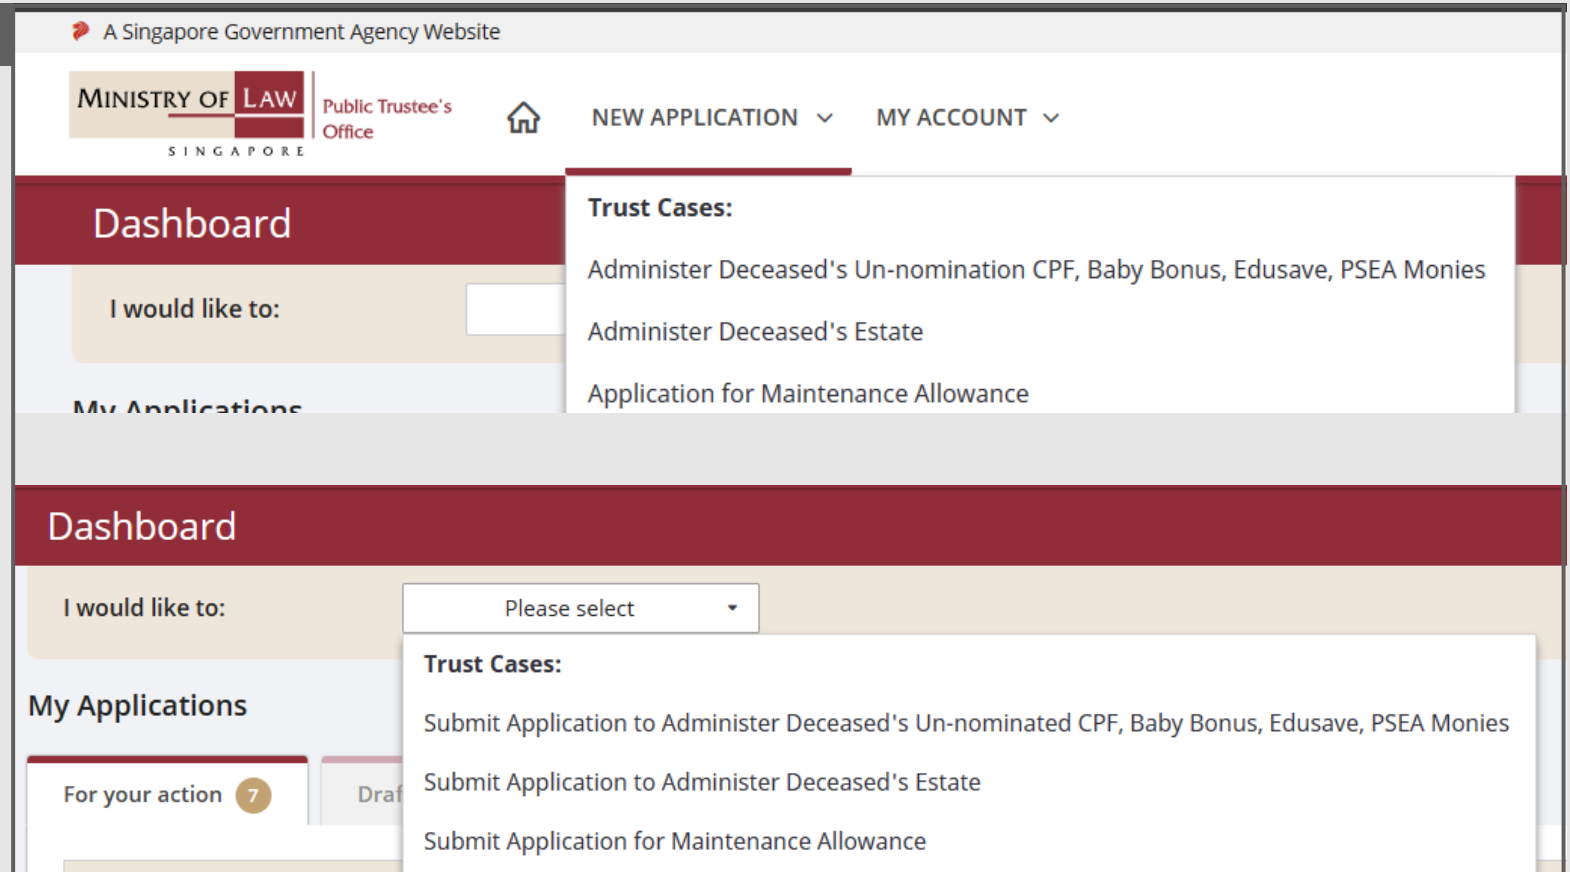 A Singapore Government Agency Website
MINISTRY OF LAW
SINGAPORE
Public Trustee's
Office
NEW APPLICATION
MY ACCOUNT
Dashboard
Trust Cases:
Administer Deceased's Un-nomination CPF, Baby Bonus, Edusave, PSEA Monies
I would like to:
Administer Deceased's Estate
Application for Maintenance Allowance
My Applications
Dashboard
I would like to:
Please select
Trust Cases:
My Applications
Submit Application to Administer Deceased's Un-nominated CPF, Baby Bonus, Edusave, PSEA Monies
For your action 7
Draf
Submit Application to Administer Deceased's Estate
Submit Application for Maintenance Allowance